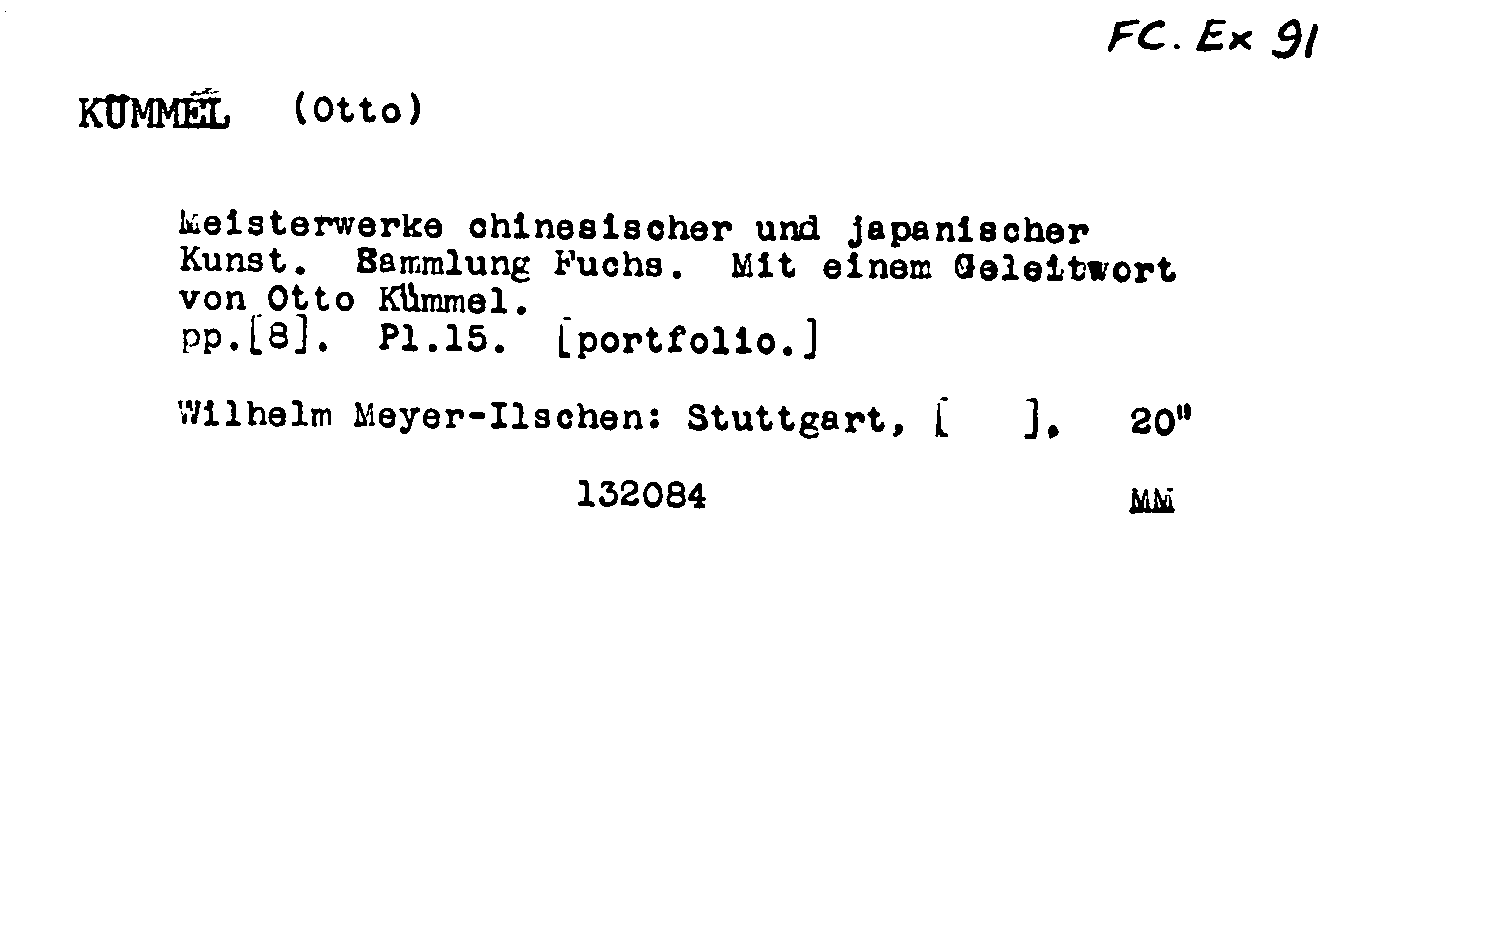 FC. Ex 91
KÜMMEL (Otto)
Meisterwerke chinesischer und japanischer
Kunst. Sammlung Fuchs. Mit einem Geleitwort
von Otto Kümmel.
pp.[8]. Pl.15. [portfolio.]
Wilhelm Meyer-Ilschen: Stuttgart, [ ]. 20"
132084 MM